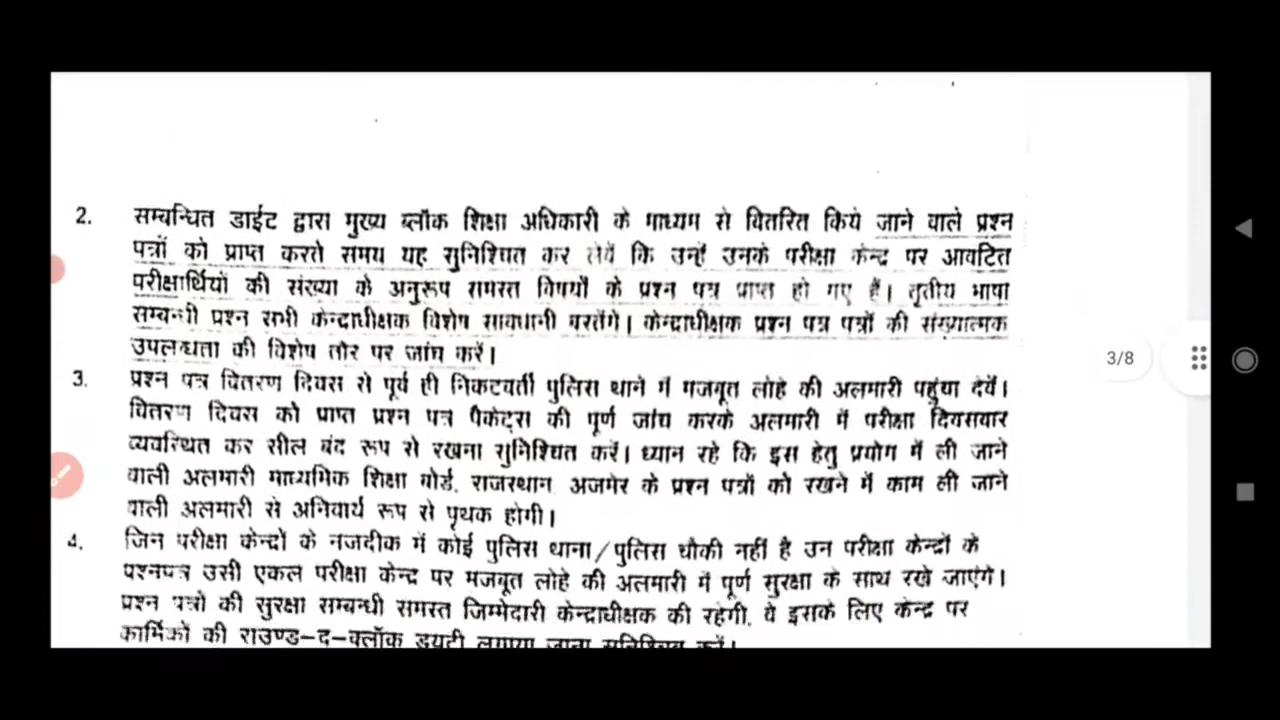 2. सम्बन्धित डाईट द्वारा मुख्य ब्लॉक शिक्षा अधिकारी के माध्यम से वितरित किये जाने वाले प्रश्न
पत्रों को प्राप्त करते समय यह सुनिश्चित कर लेवें कि उन्हें उनके परीक्षा केन्द्र पर आवंटित
परीक्षार्थियों की संख्या के अनुरूप समस्त विषयों के प्रश्न पत्र प्राप्त हो गए हैं। तृतीय भाषा
सम्बन्धी प्रश्न सभी केन्दाधीक्षक विशेष सावधानी बरतेंगे। केन्दाधीक्षक प्रश्न पत्र पत्रों की संख्यात्मक
उपलब्धता की विशेष तौर पर जांच करें।
3. प्रश्न पत्र वितरण दिवस से पूर्व ही निकटवर्ती पुलिस थाने में मजबूत लोहे की अलमारी पहुंचा देवें।
वितरण दिवस को प्राप्त प्रश्न पत्र पैकेट्स की पूर्ण जांच करके अलमारी में परीक्षा दिवसवार
व्यवस्थित कर सील बंद रूप से रखना सुनिश्चित करें। ध्यान रहे कि इस हेतु प्रयोग में ली जाने
वाली अलमारी माध्यमिक शिक्षा बोर्ड, राजस्थान, अजमेर के प्रश्न पत्रों को रखने में काम ली जाने
वाली अलमारी से अनिवार्य रूप से पृथक होगी।
4. जिन परीक्षा केन्दों के नजदीक में कोई पुलिस थाना/पुलिस चौकी नहीं है उन परीक्षा केन्दों के
प्रश्नपत्र उसी एकल परीक्षा केन्द्र पर मजबूत लोहे की अलमारी में पूर्ण सुरक्षा के साथ रखे जाएंगे।
प्रश्न पत्रों की सुरक्षा सम्बन्धी समस्त जिम्मेदारी केन्दाधीक्षक की रहेगी, वे इसके लिए केन्द्र पर
कार्मिकों की राउण्ड-द-क्लॉक ड्यूटी लगाया जाना सुनिश्चित करें।
3/8